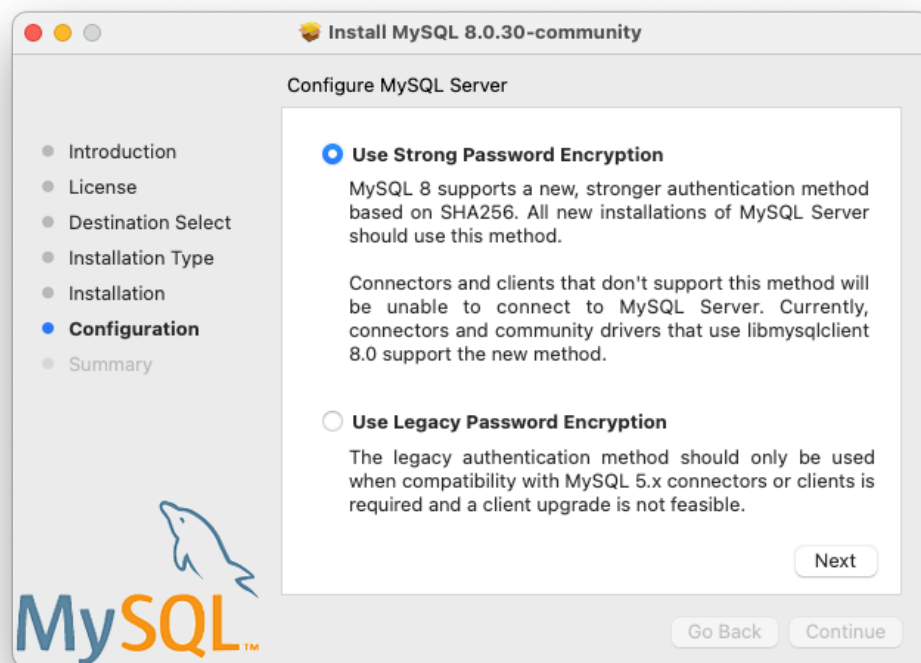 Install MySQL 8.0.30-community
Configure MySQL Server
Introduction
License
Destination Select
Installation Type
Installation
Configuration
Summary
Use Strong Password Encryption
MySQL 8 supports a new, stronger authentication method
based on SHA256. All new installations of MySQL Server
should use this method.
Connectors and clients that don't support this method will
be unable to connect to MySQL Server. Currently,
connectors and community drivers that use libmysqlclient
8.0 support the new method.
Use Legacy Password Encryption
The legacy authentication method should only be used
when compatibility with MySQL 5.x connectors or clients is
required and a client upgrade is not feasible.
Next
MySQL™
Go Back
Continue